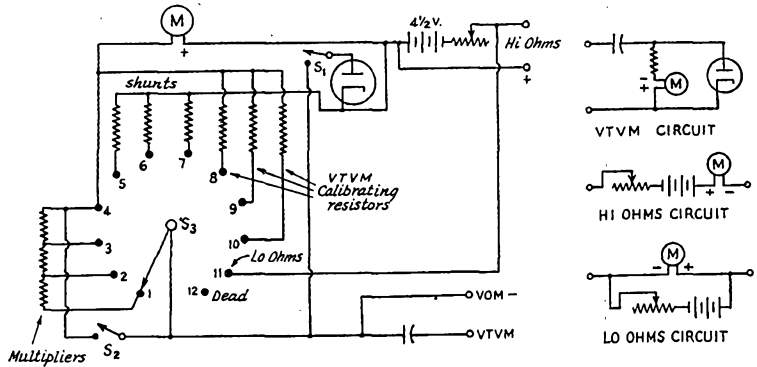 M
+
4½ V.
Hi Ohms
+
S1
shunts
5
6
7
8
9
10
11
12 Dead
VTVM
Calibrating
resistors
Lo Ohms
4
3
2
1
S3
S2
Multipliers
VOM −
VTVM
− M
+
VTVM CIRCUIT
M
+ −
HI OHMS CIRCUIT
M
− +
LO OHMS CIRCUIT